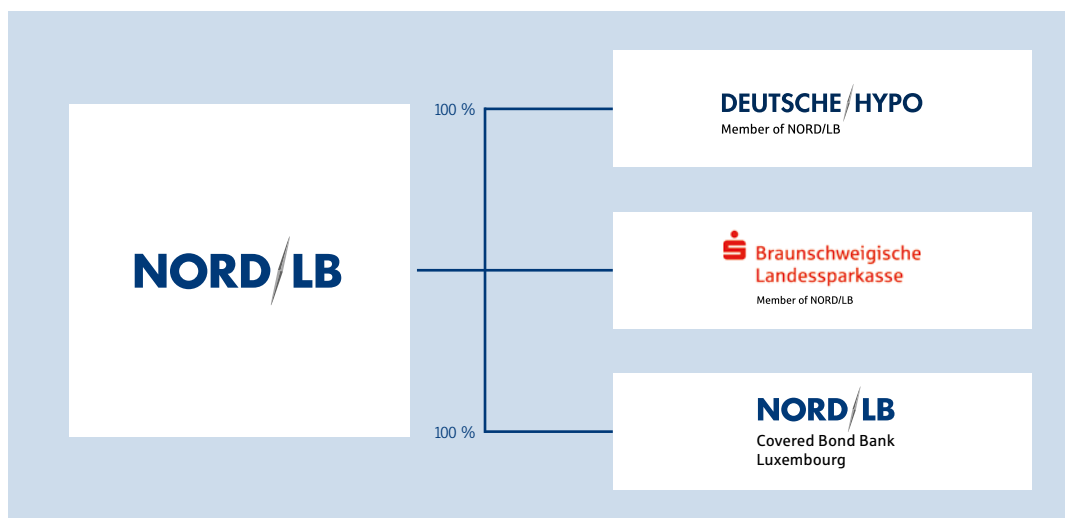 NORD/LB
100 %
DEUTSCHE/HYPO
Member of NORD/LB
Braunschweigische
Landessparkasse
Member of NORD/LB
100 %
NORD/LB
Covered Bond Bank
Luxembourg